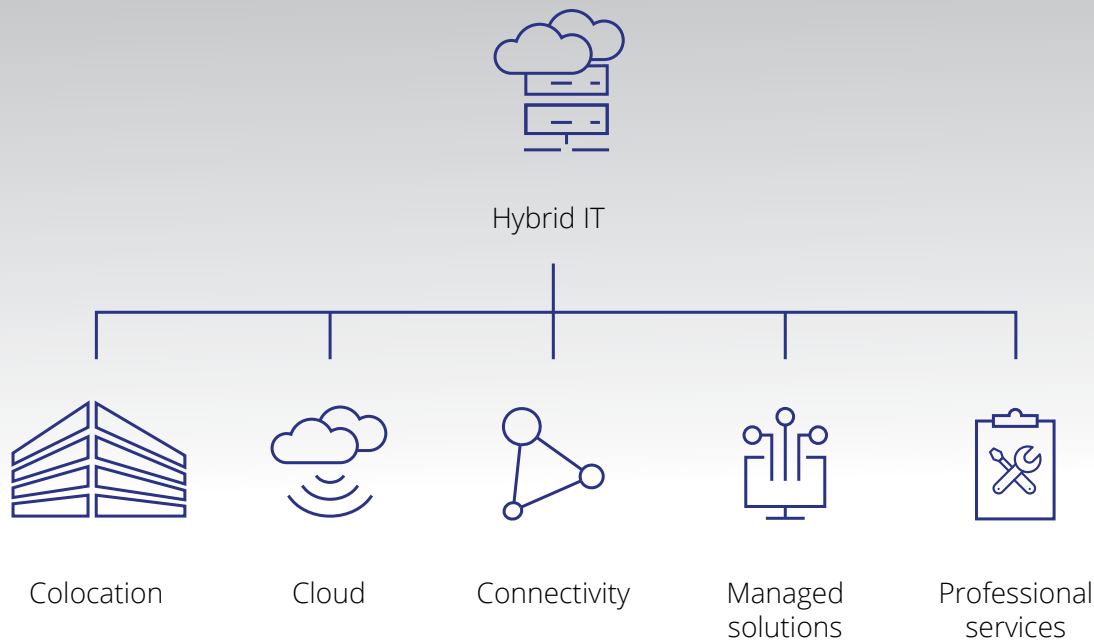 Hybrid IT
Colocation
Cloud
Connectivity
Managed
solutions
Professional
services